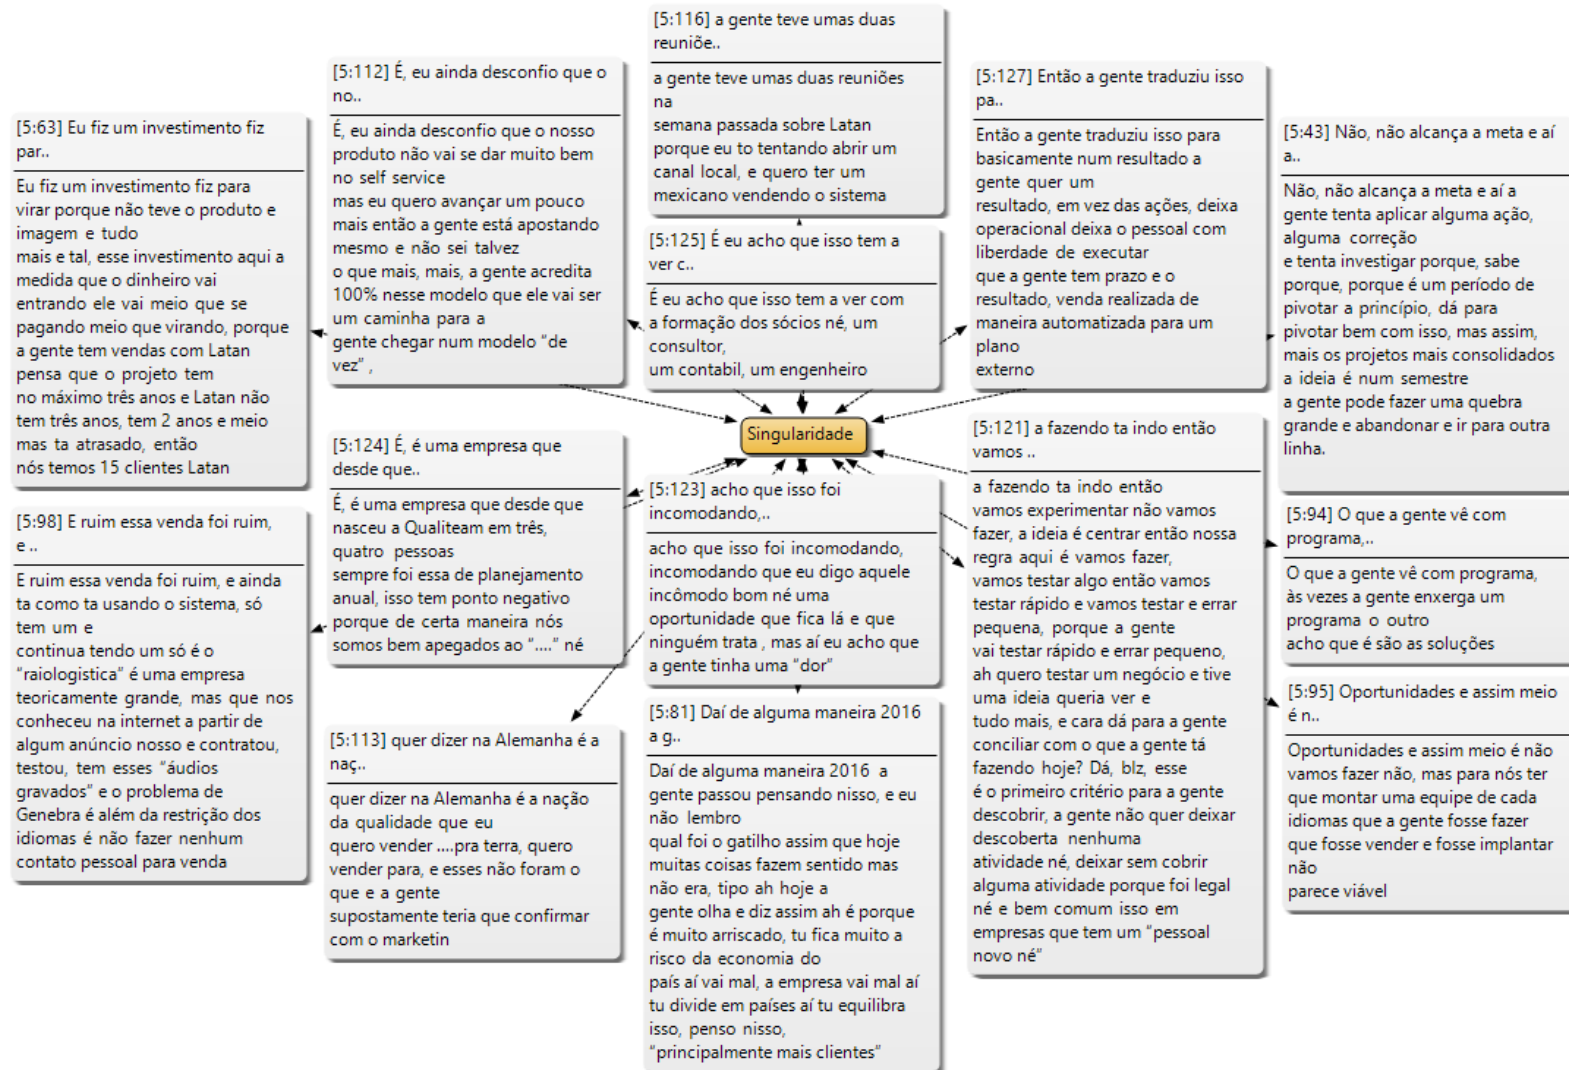 [5:63] Eu fiz um investimento fiz
par..
Eu fiz um investimento fiz para
virar porque não teve o produto e
imagem e tudo
mais e tal, esse investimento aqui a
medida que o dinheiro vai
entrando ele vai meio que se
pagando meio que virando, porque
a gente tem vendas com Latan
pensa que o projeto tem
no máximo três anos e Latan não
tem três anos, tem 2 anos e meio
mas ta atrasado, então
nós temos 15 clientes Latan
[5:98] E ruim essa venda foi ruim,
e ..
E ruim essa venda foi ruim, e ainda
ta como ta usando o sistema, só
tem um e
continua tendo um só é o
"raiologistica" é uma empresa
teoricamente grande, mas que nos
conheceu na internet a partir de
algum anúncio nosso e contratou,
testou, tem esses "áudios
gravados" e o problema de
Genebra é além da restrição dos
idiomas é não fazer nenhum
contato pessoal para venda
[5:112] É, eu ainda desconfio que o
no..
É, eu ainda desconfio que o nosso
produto não vai se dar muito bem
no self service
mas eu quero avançar um pouco
mais então a gente está apostando
mesmo e não sei talvez
o que mais, mais, a gente acredita
100% nesse modelo que ele vai ser
um caminha para a
gente chegar num modelo "de
vez" ,
[5:124] É, é uma empresa que
desde que..
É, é uma empresa que desde que
nasceu a Qualiteam em três,
quatro pessoas
sempre foi essa de planejamento
anual, isso tem ponto negativo
porque de certa maneira nós
somos bem apegados ao "...." né
[5:113] quer dizer na Alemanha é a
naç..
quer dizer na Alemanha é a nação
da qualidade que eu
quero vender ....pra terra, quero
vender para, e esses não foram o
que e a gente
supostamente teria que confirmar
com o marketin
[5:116] a gente teve umas duas
reuniõe..
a gente teve umas duas reuniões
na
semana passada sobre Latan
porque eu to tentando abrir um
canal local, e quero ter um
mexicano vendendo o sistema
[5:125] É eu acho que isso tem a
ver c..
É eu acho que isso tem a ver com
a formação dos sócios né, um
consultor,
um contabil, um engenheiro
Singularidade
[5:123] acho que isso foi
incomodando,..
acho que isso foi incomodando,
incomodando que eu digo aquele
incômodo bom né uma
oportunidade que fica lá e que
ninguém trata , mas aí eu acho que
a gente tinha uma "dor"
[5:81] Daí de alguma maneira 2016
a g..
Daí de alguma maneira 2016 a
gente passou pensando nisso, e eu
não lembro
qual foi o gatilho assim que hoje
muitas coisas fazem sentido mas
não era, tipo ah hoje a
gente olha e diz assim ah é porque
é muito arriscado, tu fica muito a
risco da economia do
país aí vai mal, a empresa vai mal aí
tu divide em países aí tu equilibra
isso, penso nisso,
"principalmente mais clientes"
[5:127] Então a gente traduziu isso
pa..
Então a gente traduziu isso para
basicamente num resultado a
gente quer um
resultado, em vez das ações, deixa
operacional deixa o pessoal com
liberdade de executar
que a gente tem prazo e o
resultado, venda realizada de
maneira automatizada para um
plano
externo
[5:121] a fazendo ta indo então
vamos ..
a fazendo ta indo então
vamos experimentar não vamos
fazer, a ideia é centrar então nossa
regra aqui é vamos fazer,
vamos testar algo então vamos
testar rápido e vamos testar e errar
pequena, porque a gente
vai testar rápido e errar pequeno,
ah quero testar um negócio e tive
uma ideia queria ver e
tudo mais, e cara dá para a gente
conciliar com o que a gente tá
fazendo hoje? Dá, blz, esse
é o primeiro critério para a gente
descobrir, a gente não quer deixar
descoberta nenhuma
atividade né, deixar sem cobrir
alguma atividade porque foi legal
né e bem comum isso em
empresas que tem um "pessoal
novo né"
[5:43] Não, não alcança a meta e aí
a..
Não, não alcança a meta e aí a
gente tenta aplicar alguma ação,
alguma correção
e tenta investigar porque, sabe
porque, porque é um período de
pivotar a princípio, dá para
pivotar bem com isso, mas assim,
mais os projetos mais consolidados
a ideia é num semestre
a gente pode fazer uma quebra
grande e abandonar e ir para outra
linha.
[5:94] O que a gente vê com
programa,..
O que a gente vê com programa,
às vezes a gente enxerga um
programa o outro
acho que é são as soluções
[5:95] Oportunidades e assim meio
é n..
Oportunidades e assim meio é não
vamos fazer não, mas para nós ter
que montar uma equipe de cada
idiomas que a gente fosse fazer
que fosse vender e fosse implantar
não
parece viável